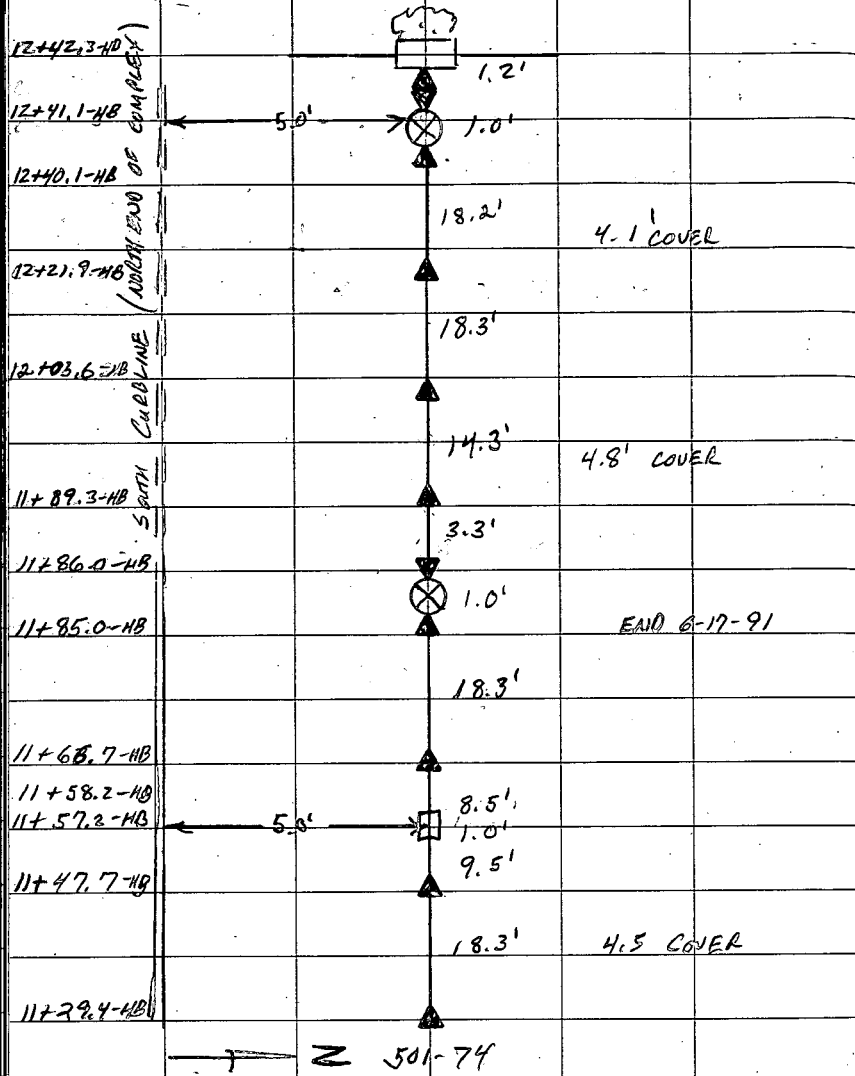 12+42.3-HD
1.2'
12+41.1-HB
5.0'
1.0'
12+40.1-HB
18.2'
4.1' COVER
12+21.9-HB
18.3'
12+03.6-HB
14.3'
4.8' COVER
11+89.3-HB
3.3'
11+86.0-HB
1.0'
11+85.0-HB
END 6-17-91
18.3'
11+66.7-HB
11+58.2-HB
8.5'
11+57.2-HB
5.0'
1.0'
9.5'
11+47.7-HB
18.3'
4.5 COVER
11+29.4-HB
N 501-74
SOUTH CURBLINE (NORTH END OF COMPLEX)